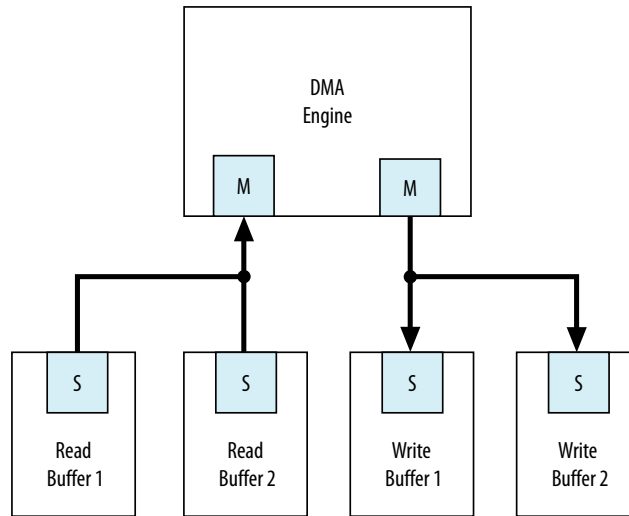 DMA
Engine
M
M
S
S
S
S
Read
Buffer 1
Read
Buffer 2
Write
Buffer 1
Write
Buffer 2